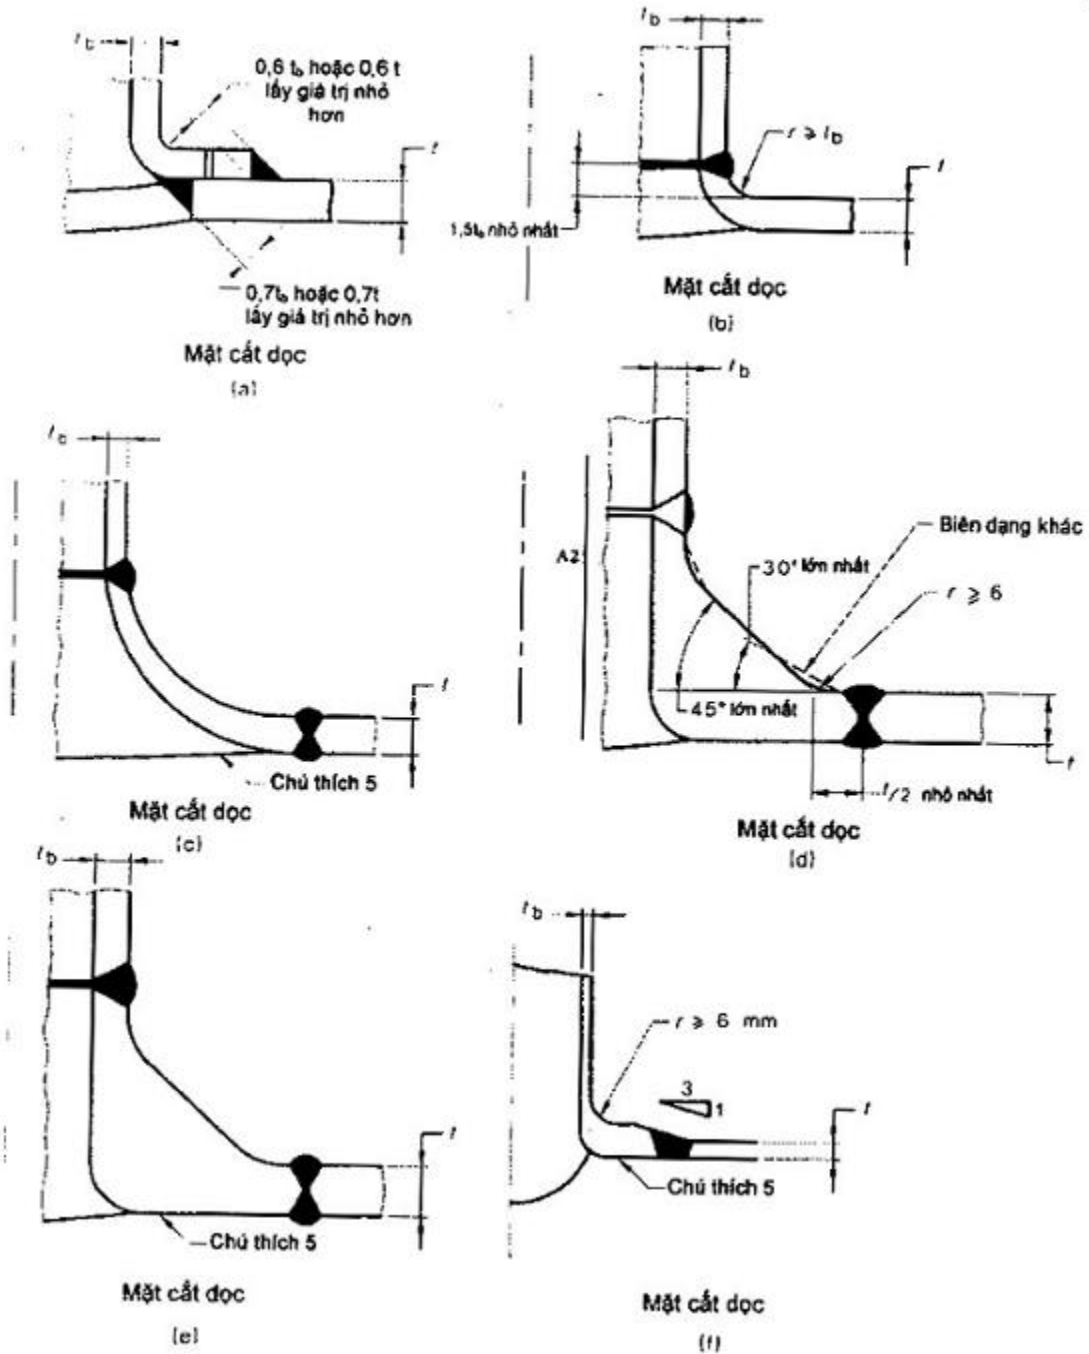 t_b
0,6 t_b hoặc 0,6 t
lấy giá trị nhỏ
hơn
t
0,7t_b hoặc 0,7t
lấy giá trị nhỏ hơn
Mặt cắt dọc
(a)
t_b
r ⩾ t_b
t
1,5t_b nhỏ nhất
Mặt cắt dọc
(b)
t_b
t
Chú thích 5
Mặt cắt dọc
(c)
t_b
A2
Biên dạng khác
30° lớn nhất
r ⩾ 6
45° lớn nhất
t
t/2 nhỏ nhất
Mặt cắt dọc
(d)
t_b
t
Chú thích 5
Mặt cắt dọc
(e)
t_b
r ⩾ 6 mm
3
1
t
Chú thích 5
Mặt cắt dọc
(f)